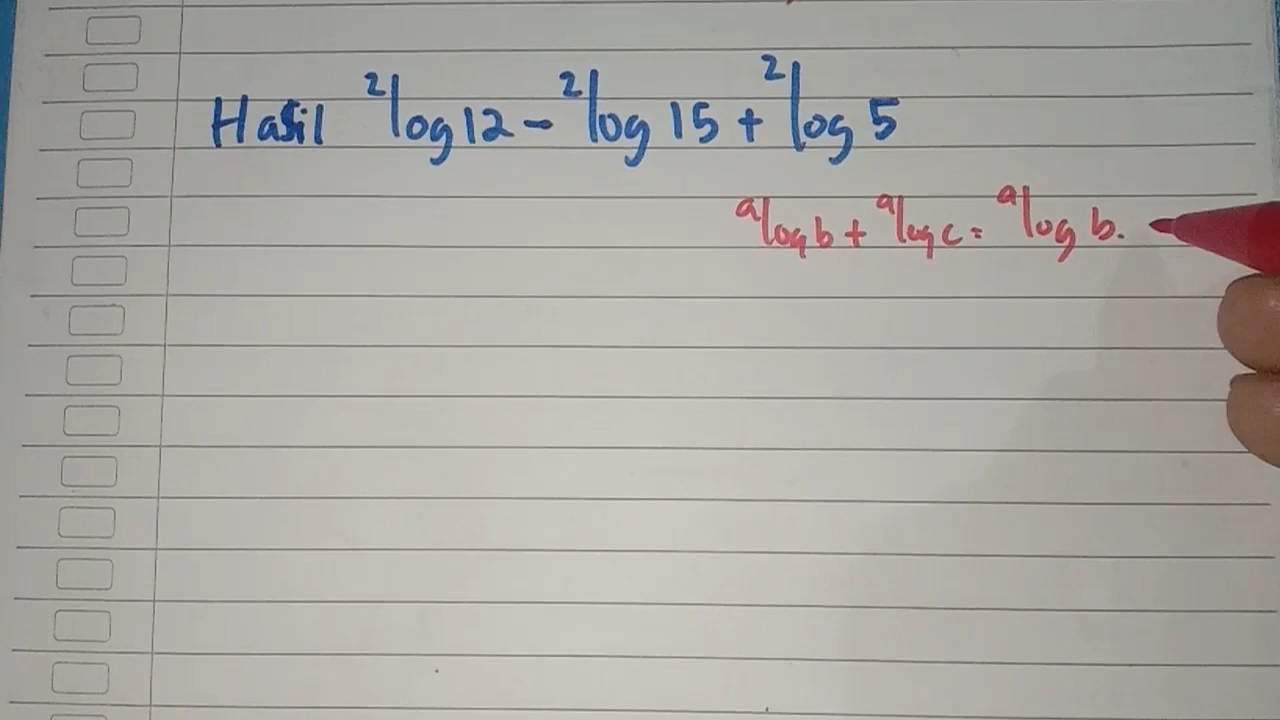 Hasil ²log 12 - ²log 15 + ²log 5
ᵃlog b + ᵃlog c = ᵃlog b.